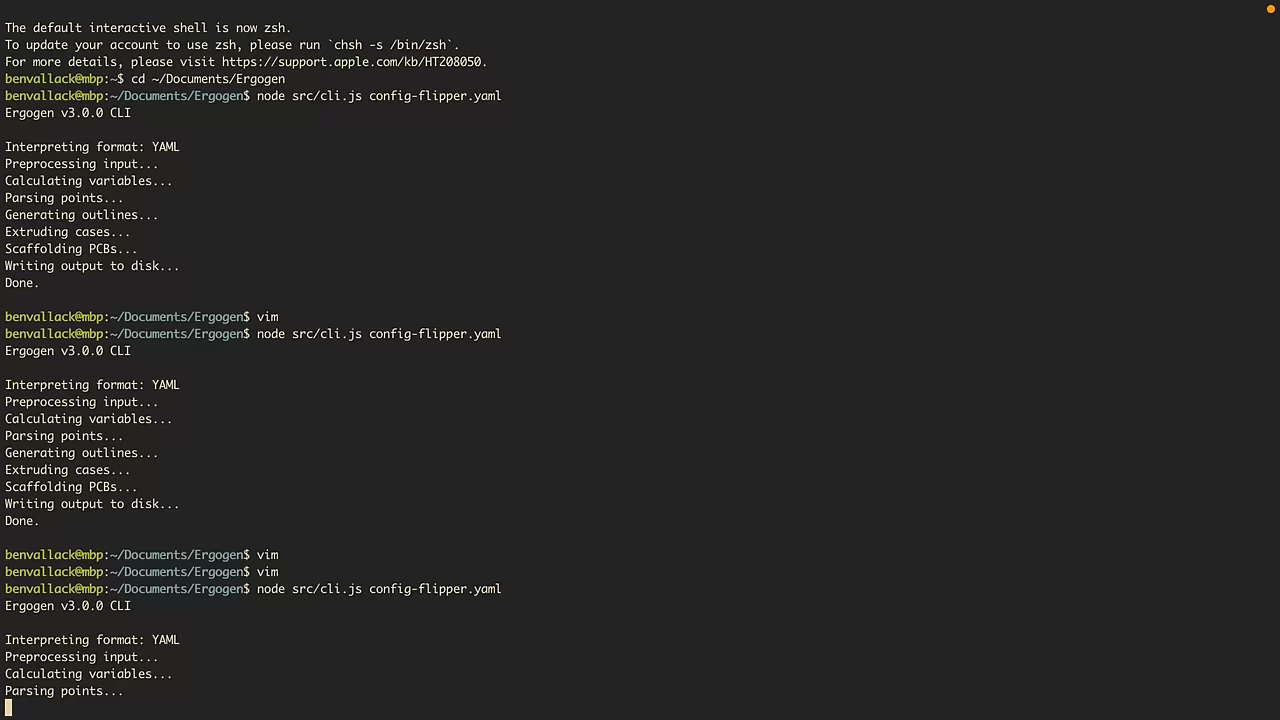 The default interactive shell is now zsh.
To update your account to use zsh, please run `chsh -s /bin/zsh`.
For more details, please visit https://support.apple.com/kb/HT208050.
benvallack@mbp:~$ cd ~/Documents/Ergogen
benvallack@mbp:~/Documents/Ergogen$ node src/cli.js config-flipper.yaml
Ergogen v3.0.0 CLI
Interpreting format: YAML
Preprocessing input...
Calculating variables...
Parsing points...
Generating outlines...
Extruding cases...
Scaffolding PCBs...
Writing output to disk...
Done.
benvallack@mbp:~/Documents/Ergogen$ vim
benvallack@mbp:~/Documents/Ergogen$ node src/cli.js config-flipper.yaml
Ergogen v3.0.0 CLI
Interpreting format: YAML
Preprocessing input...
Calculating variables...
Parsing points...
Generating outlines...
Extruding cases...
Scaffolding PCBs...
Writing output to disk...
Done.
benvallack@mbp:~/Documents/Ergogen$ vim
benvallack@mbp:~/Documents/Ergogen$ vim
benvallack@mbp:~/Documents/Ergogen$ node src/cli.js config-flipper.yaml
Ergogen v3.0.0 CLI
Interpreting format: YAML
Preprocessing input...
Calculating variables...
Parsing points...